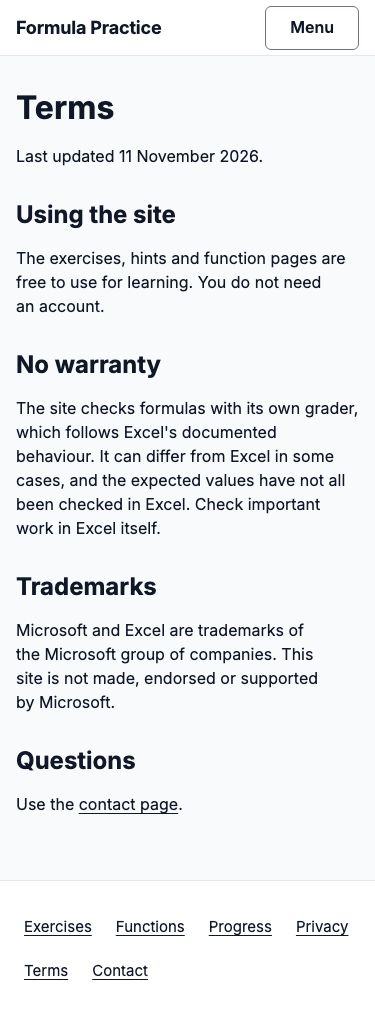 Formula Practice
Menu
Terms
Last updated 11 November 2026.
Using the site
The exercises, hints and function pages are
free to use for learning. You do not need
an account.
No warranty
The site checks formulas with its own grader,
which follows Excel's documented
behaviour. It can differ from Excel in some
cases, and the expected values have not all
been checked in Excel. Check important
work in Excel itself.
Trademarks
Microsoft and Excel are trademarks of
the Microsoft group of companies. This
site is not made, endorsed or supported
by Microsoft.
Questions
Use the contact page.
Exercises Functions Progress Privacy
Terms Contact